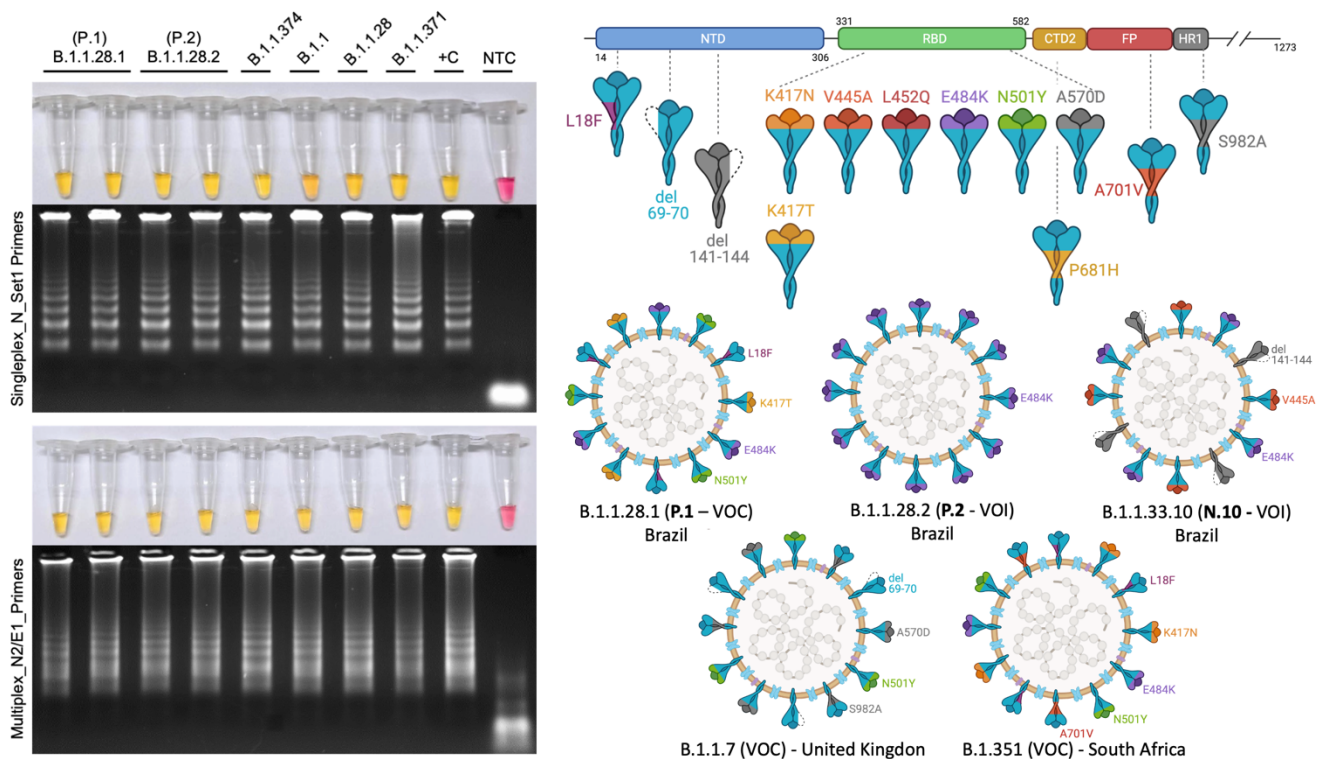 (P.1)
B.1.1.28.1
(P.2)
B.1.1.28.2
B.1.1.374
B.1.1
B.1.1.28
B.1.1.371
+C
NTC
Singleplex_N_Set1 Primers
Multiplex_N2/E1_Primers
331
582
NTD
RBD
CTD2
FP
HR1
14
306
1273
L18F
del
69-70
del
141-144
K417N
V445A
L452Q
E484K
N501Y
A570D
K417T
P681H
A701V
S982A
L18F
K417T
E484K
N501Y
B.1.1.28.1 (P.1 – VOC)
Brazil
E484K
B.1.1.28.2 (P.2 - VOI)
Brazil
del
141-144
V445A
E484K
B.1.1.33.10 (N.10 - VOI)
Brazil
del
69-70
A570D
N501Y
S982A
B.1.1.7 (VOC) - United Kingdon
L18F
K417N
E484K
N501Y
A701V
B.1.351 (VOC) - South Africa